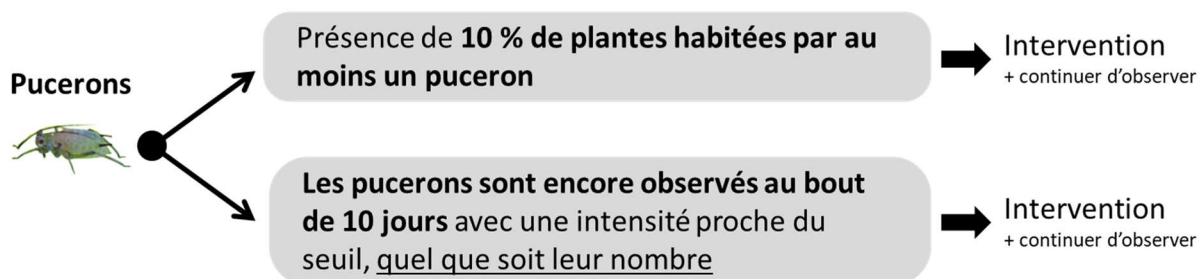 Pucerons
Présence de 10 % de plantes habitées par au
moins un puceron
Intervention
+ continuer d'observer
Les pucerons sont encore observés au bout
de 10 jours avec une intensité proche du
seuil, quel que soit leur nombre
Intervention
+ continuer d'observer